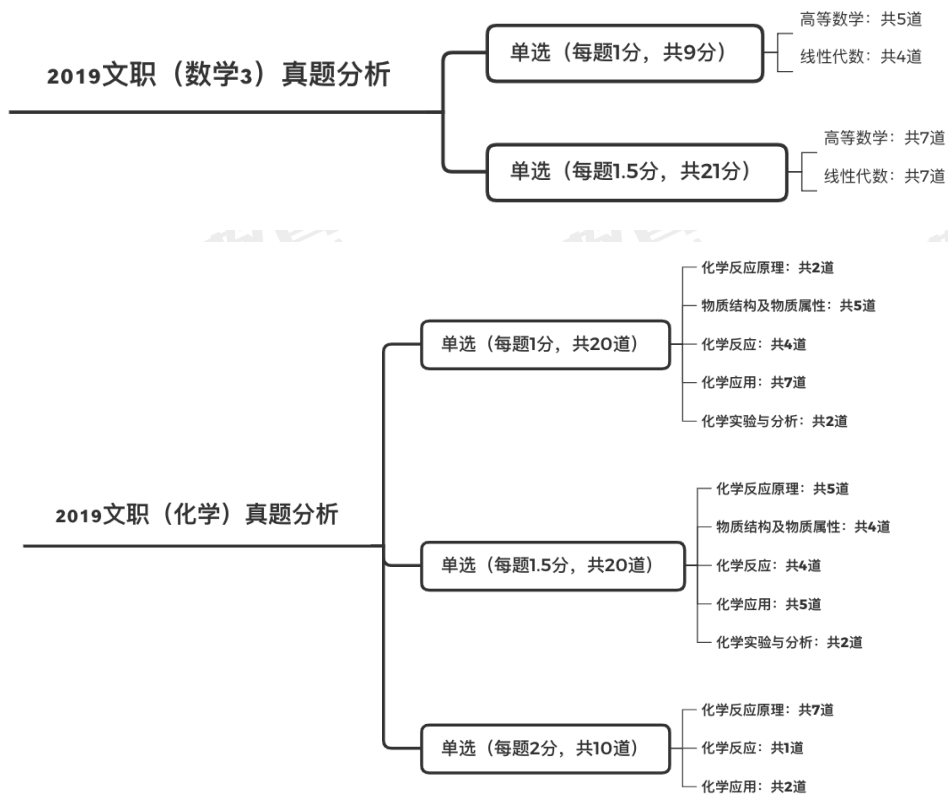 2019文职（数学3）真题分析
单选（每题1分，共9分）
高等数学：共5道
线性代数：共4道
单选（每题1.5分，共21分）
高等数学：共7道
线性代数：共7道
2019文职（化学）真题分析
单选（每题1分，共20道）
化学反应原理：共2道
物质结构及物质属性：共5道
化学反应：共4道
化学应用：共7道
化学实验与分析：共2道
单选（每题1.5分，共20道）
化学反应原理：共5道
物质结构及物质属性：共4道
化学反应：共4道
化学应用：共5道
化学实验与分析：共2道
单选（每题2分，共10道）
化学反应原理：共7道
化学反应：共1道
化学应用：共2道